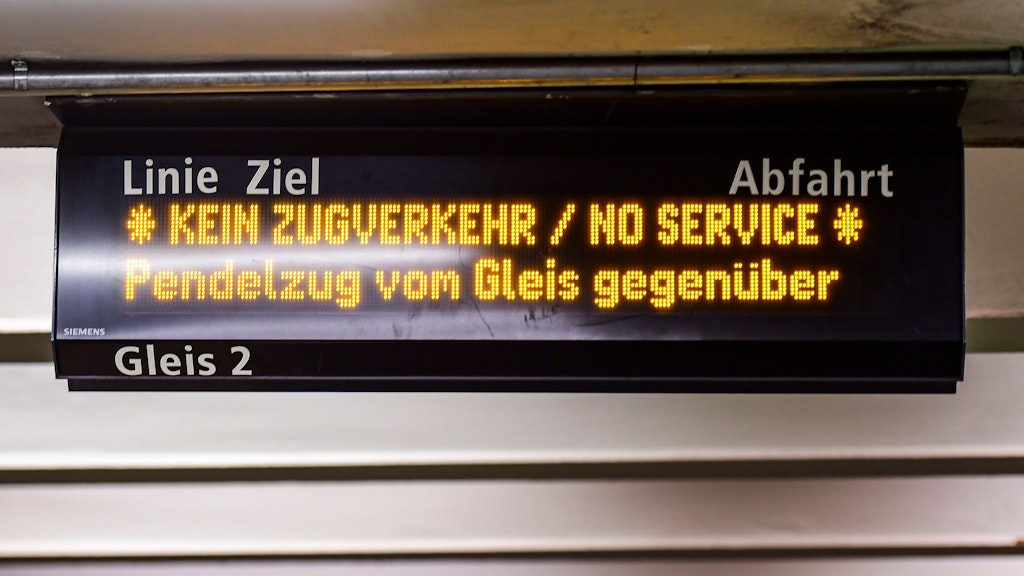 Linie Ziel Abfahrt
* KEIN ZUGVERKEHR / NO SERVICE *
Pendelzug vom Gleis gegenüber
SIEMENS
Gleis 2